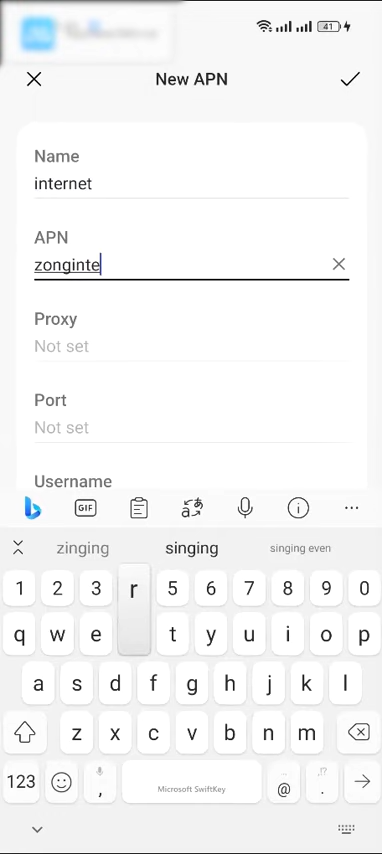 41
New APN
Name
internet
APN
zonginte
Proxy
Not set
Port
Not set
Username
GIF
zinging singing singing even
1 2 3 r 5 6 7 8 9 0
q w e t y u i o p
a s d f g h j k l
z x c v b n m
123 , Microsoft SwiftKey @ ,!? .